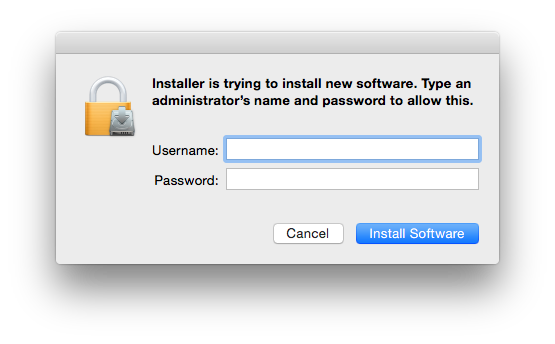 Installer is trying to install new software. Type an
administrator’s name and password to allow this.
Username:
Password:
Cancel Install Software